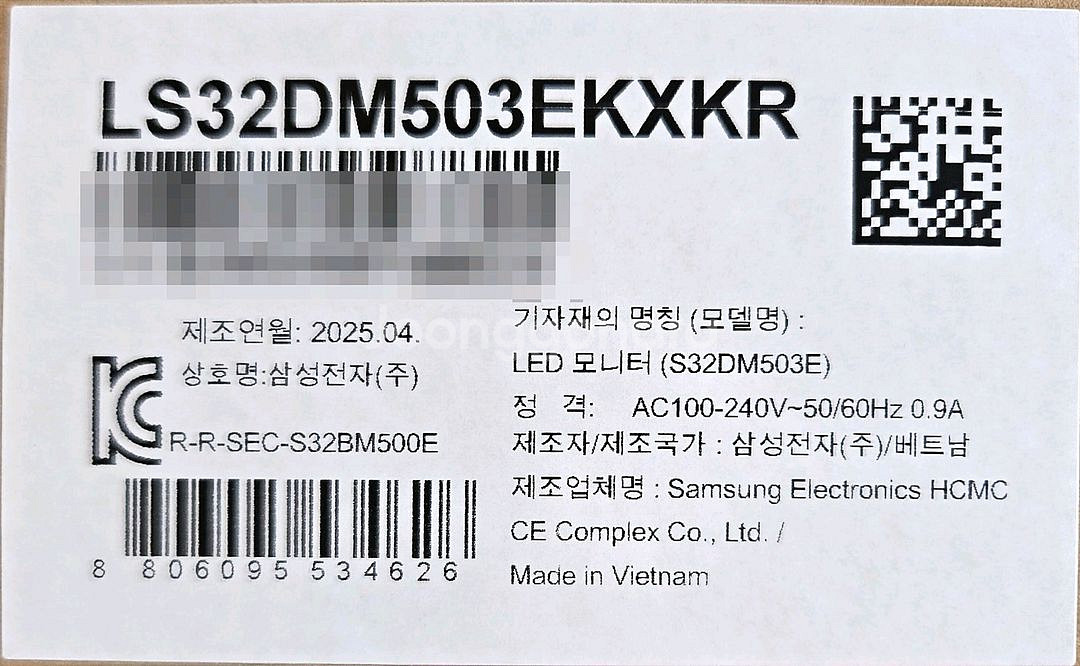 LS32DM503EKXKR
제조연월: 2025.04.
상호명:삼성전자(주)
R-R-SEC-S32BM500E
8 806095 534626
기자재의 명칭 (모델명) :
LED 모니터 (S32DM503E)
정 격: AC100-240V~50/60Hz 0.9A
제조자/제조국가 : 삼성전자(주)/베트남
제조업체명 : Samsung Electronics HCMC
CE Complex Co., Ltd. /
Made in Vietnam